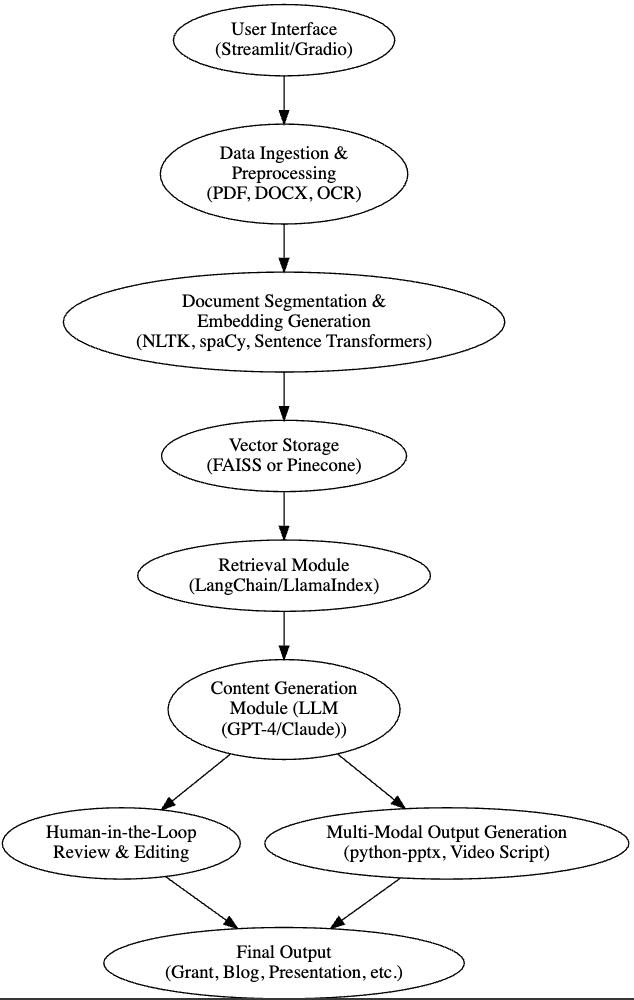 User Interface
(Streamlit/Gradio)
Data Ingestion &
Preprocessing
(PDF, DOCX, OCR)
Document Segmentation &
Embedding Generation
(NLTK, spaCy, Sentence Transformers)
Vector Storage
(FAISS or Pinecone)
Retrieval Module
(LangChain/LlamaIndex)
Content Generation
Module (LLM
(GPT-4/Claude))
Human-in-the-Loop
Review & Editing
Multi-Modal Output Generation
(python-pptx, Video Script)
Final Output
(Grant, Blog, Presentation, etc.)